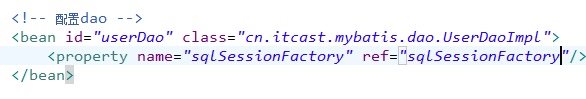 <!-- 配置dao -->
<bean id="userDao" class="cn.itcast.mybatis.dao.UserDaoImpl">
<property name="sqlSessionFactory" ref="sqlSessionFactory"/>
</bean>